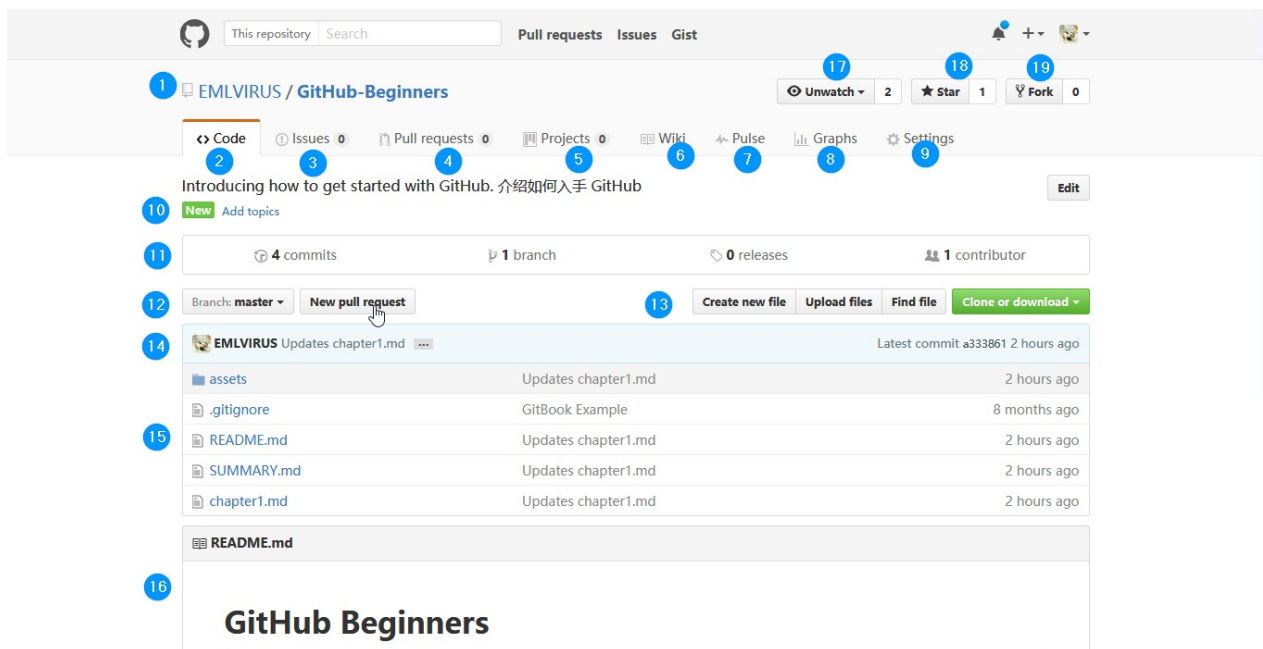 This repository Search Pull requests Issues Gist
17 18 19
1 EMLVIRUS / GitHub-Beginners Unwatch 2 Star 1 Fork 0
Code Issues 0 Pull requests 0 Projects 0 Wiki Pulse Graphs Settings
2 3 4 5 6 7 8 9
Introducing how to get started with GitHub. 介绍如何入手 GitHub Edit
10 New Add topics
11 4 commits 1 branch 0 releases 1 contributor
12 Branch: master New pull request 13 Create new file Upload files Find file Clone or download
14 EMLVIRUS Updates chapter1.md ... Latest commit a333861 2 hours ago
assets Updates chapter1.md 2 hours ago
.gitignore GitBook Example 8 months ago
15 README.md Updates chapter1.md 2 hours ago
SUMMARY.md Updates chapter1.md 2 hours ago
chapter1.md Updates chapter1.md 2 hours ago
README.md
16
GitHub Beginners